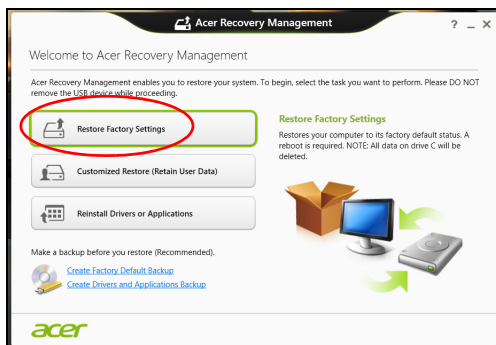 Acer Recovery Management
? _ X
Welcome to Acer Recovery Management
Acer Recovery Management enables you to restore your system. To begin, select the task you want to perform. Please DO NOT
remove the USB device while proceeding.
Restore Factory Settings
Customized Restore (Retain User Data)
Reinstall Drivers or Applications
Restore Factory Settings
Restores your computer to its factory default status. A
reboot is required. NOTE: All data on drive C will be
deleted.
Make a backup before you restore (Recommended).
Create Factory Default Backup
Create Drivers and Applications Backup
acer